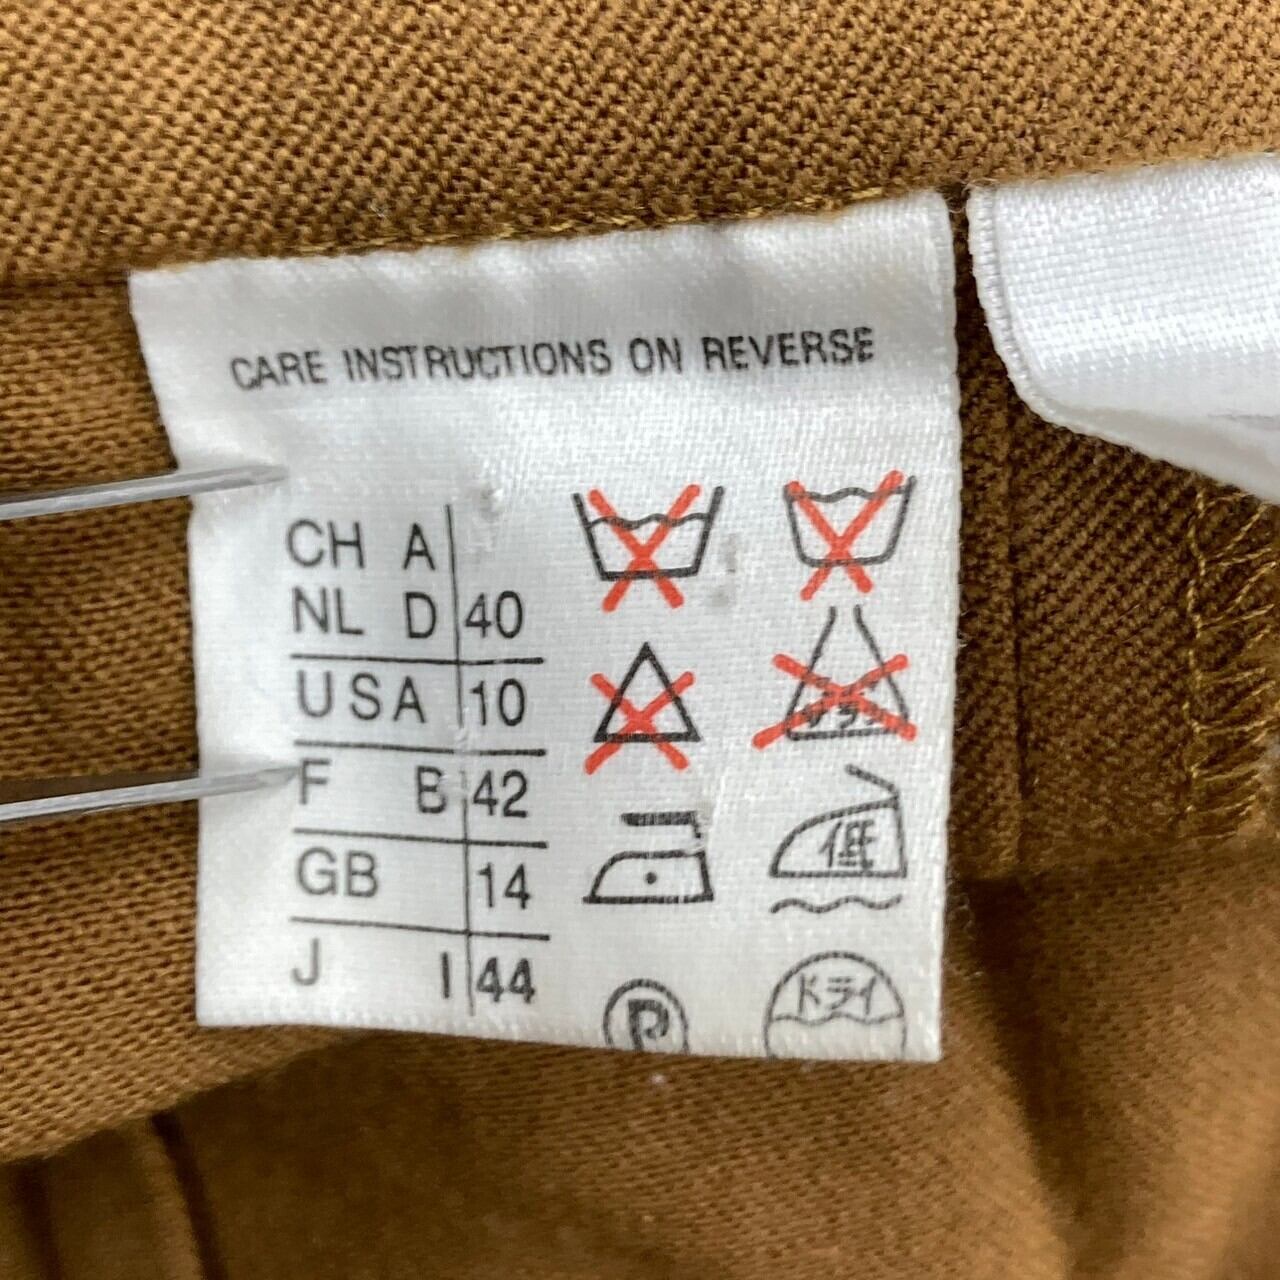 CARE INSTRUCTIONS ON REVERSE
CH A
NL D 40
USA 10
F B 42
GB 14
J I 44
低
P
ドライ